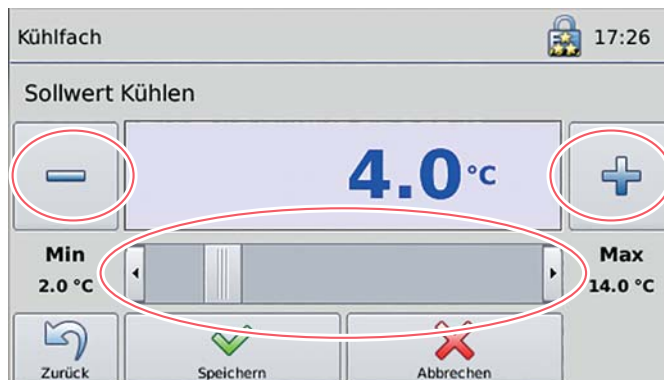 Kühlfach 17:26
Sollwert Kühlen
4.0 °C
Min Max
2.0 °C 14.0 °C
Zurück Speichern Abbrechen